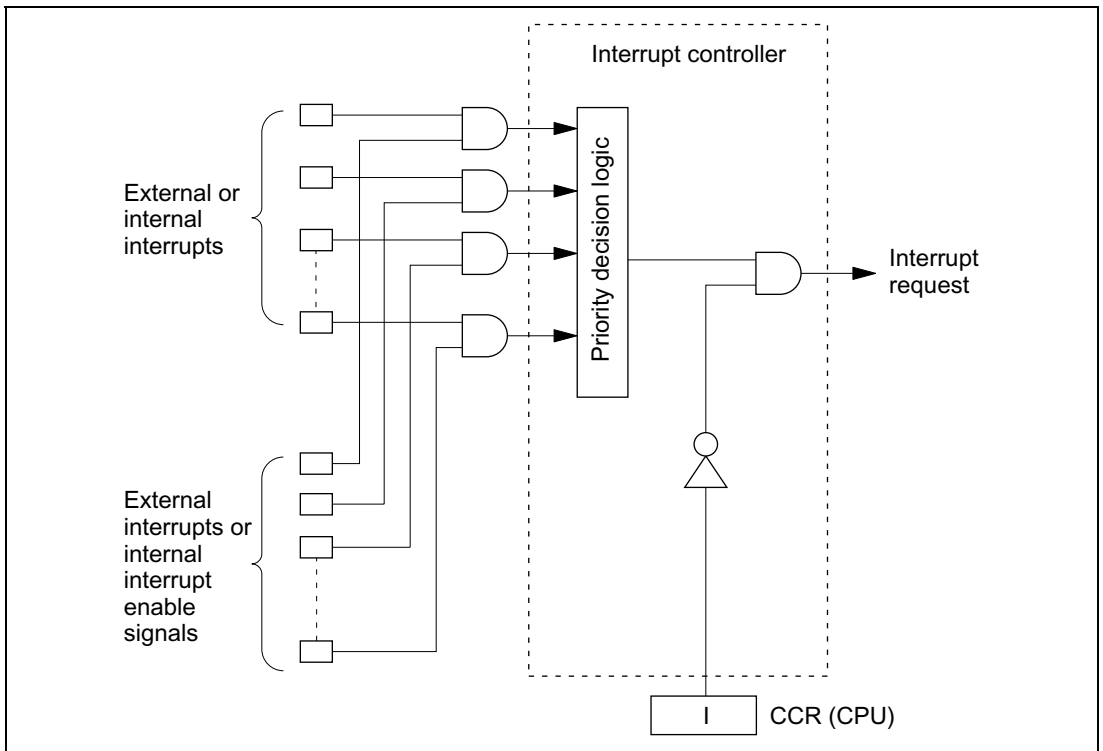 Interrupt controller
External or
internal
interrupts
Priority decision logic
Interrupt
request
External
interrupts or
internal
interrupt
enable
signals
I
CCR (CPU)